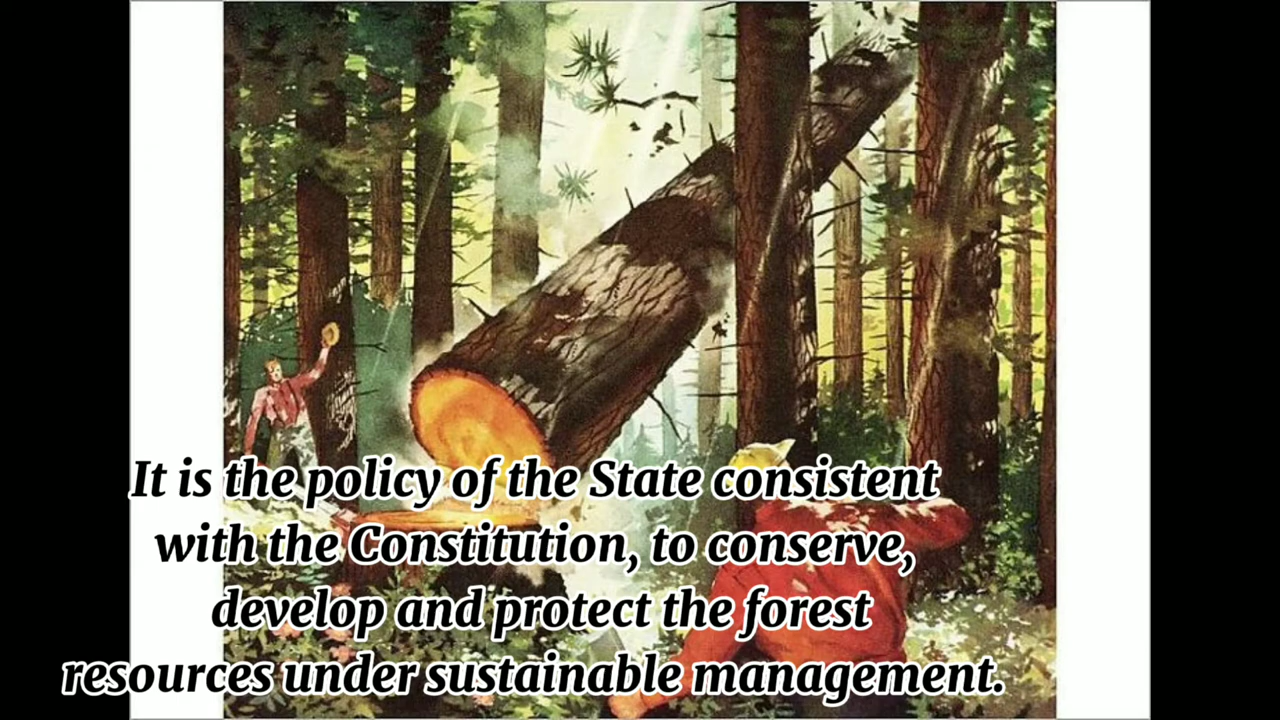 It is the policy of the State consistent
with the Constitution, to conserve,
develop and protect the forest
resources under sustainable management.